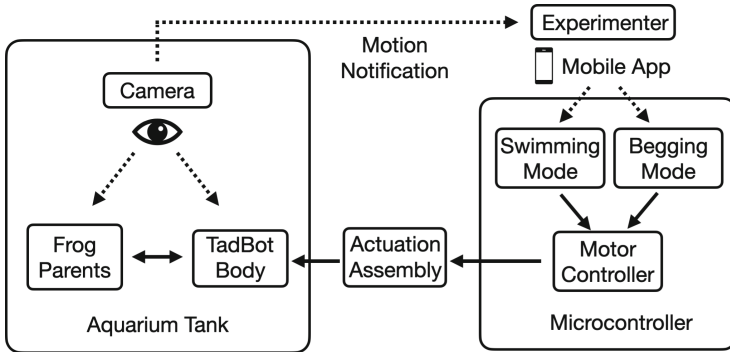 Experimenter
Motion
Notification
Mobile App
Camera
Swimming
Mode
Begging
Mode
Frog
Parents
TadBot
Body
Actuation
Assembly
Motor
Controller
Aquarium Tank
Microcontroller